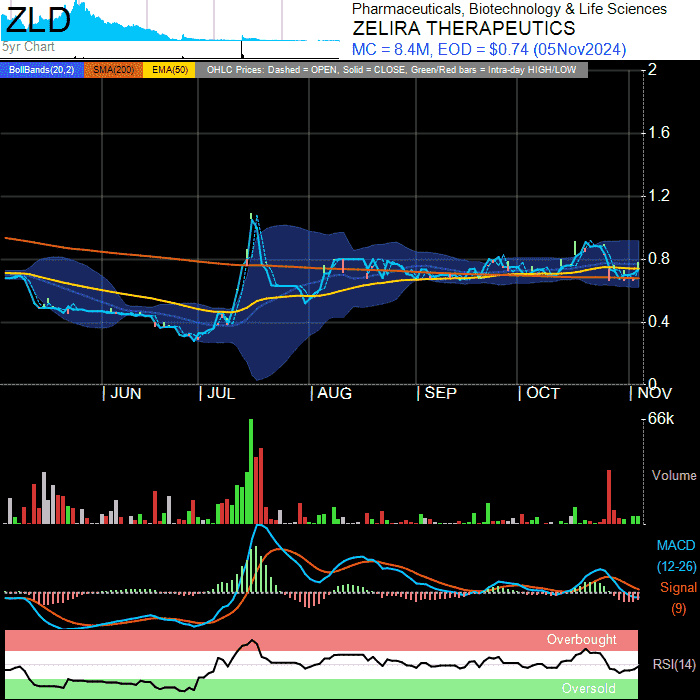 ZLD
Pharmaceuticals, Biotechnology & Life Sciences
ZELIRA THERAPEUTICS
5yr Chart
MC = 8.4M, EOD = $0.74 (05Nov2024)
BollBands(20,2) SMA(200) EMA(50) OHLC Prices: Dashed = OPEN, Solid = CLOSE, Green/Red bars = Intra-day HIGH/LOW
2
1.6
1.2
0.8
0.4
0
JUN JUL AUG SEP OCT NOV
66k
Volume
MACD
(12-26)
Signal
(9)
Overbought
RSI(14)
Oversold